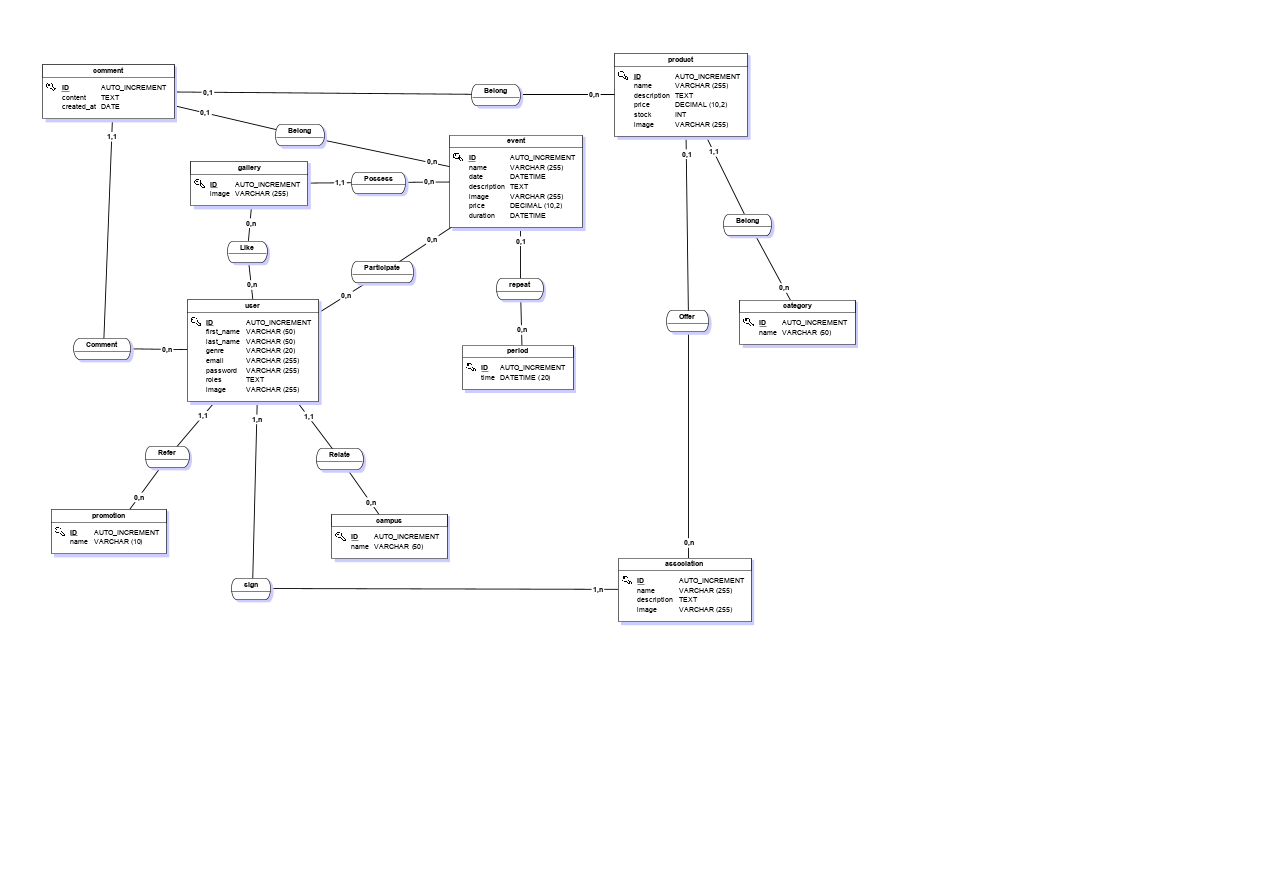 comment
ID AUTO_INCREMENT
content TEXT
created_at DATE
product
ID AUTO_INCREMENT
name VARCHAR (255)
description TEXT
price DECIMAL (10,2)
stock INT
image VARCHAR (255)
0,1
Belong
0,n
0,1
Belong
0,n
1,1
event
ID AUTO_INCREMENT
name VARCHAR (255)
date DATETIME
description TEXT
image VARCHAR (255)
price DECIMAL (10,2)
duration DATETIME
gallery
ID AUTO_INCREMENT
image VARCHAR (255)
1,1
Possess
0,n
0,1
1,1
Belong
0,n
category
ID AUTO_INCREMENT
name VARCHAR (50)
0,n
Like
0,n
0,n
Participate
0,n
0,1
repeat
0,n
period
ID AUTO_INCREMENT
time DATETIME (20)
Offer
user
ID AUTO_INCREMENT
first_name VARCHAR (50)
last_name VARCHAR (50)
genre VARCHAR (20)
email VARCHAR (255)
password VARCHAR (255)
roles TEXT
image VARCHAR (255)
Comment
0,n
1,1
Refer
0,n
1,n
1,1
Relate
0,n
promotion
ID AUTO_INCREMENT
name VARCHAR (10)
campus
ID AUTO_INCREMENT
name VARCHAR (50)
0,n
sign
1,n
association
ID AUTO_INCREMENT
name VARCHAR (255)
description TEXT
image VARCHAR (255)